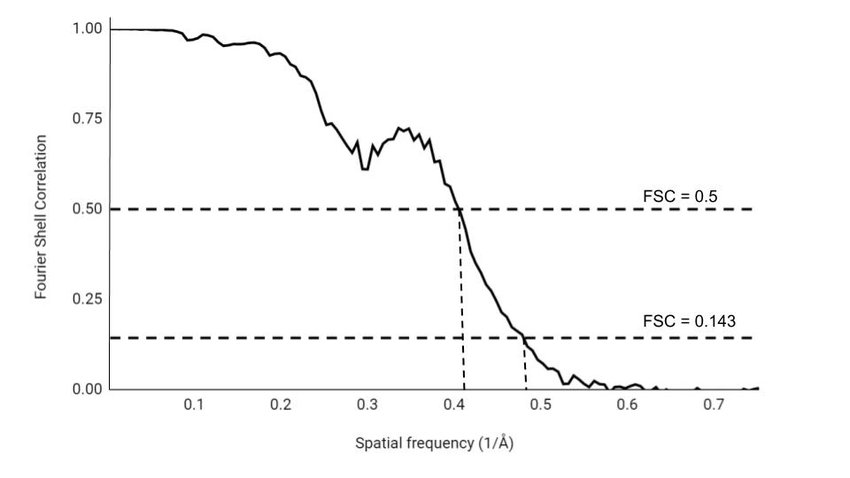 1.00
0.75
0.50
0.25
0.00
Fourier Shell Correlation
FSC = 0.5
FSC = 0.143
0.1 0.2 0.3 0.4 0.5 0.6 0.7
Spatial frequency (1/Å)